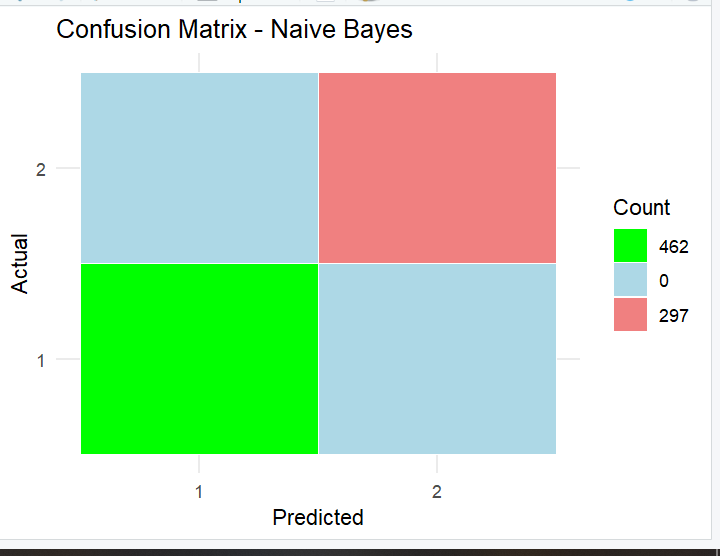 Confusion Matrix - Naive Bayes
2
1
Actual
1
2
Predicted
Count
462
0
297